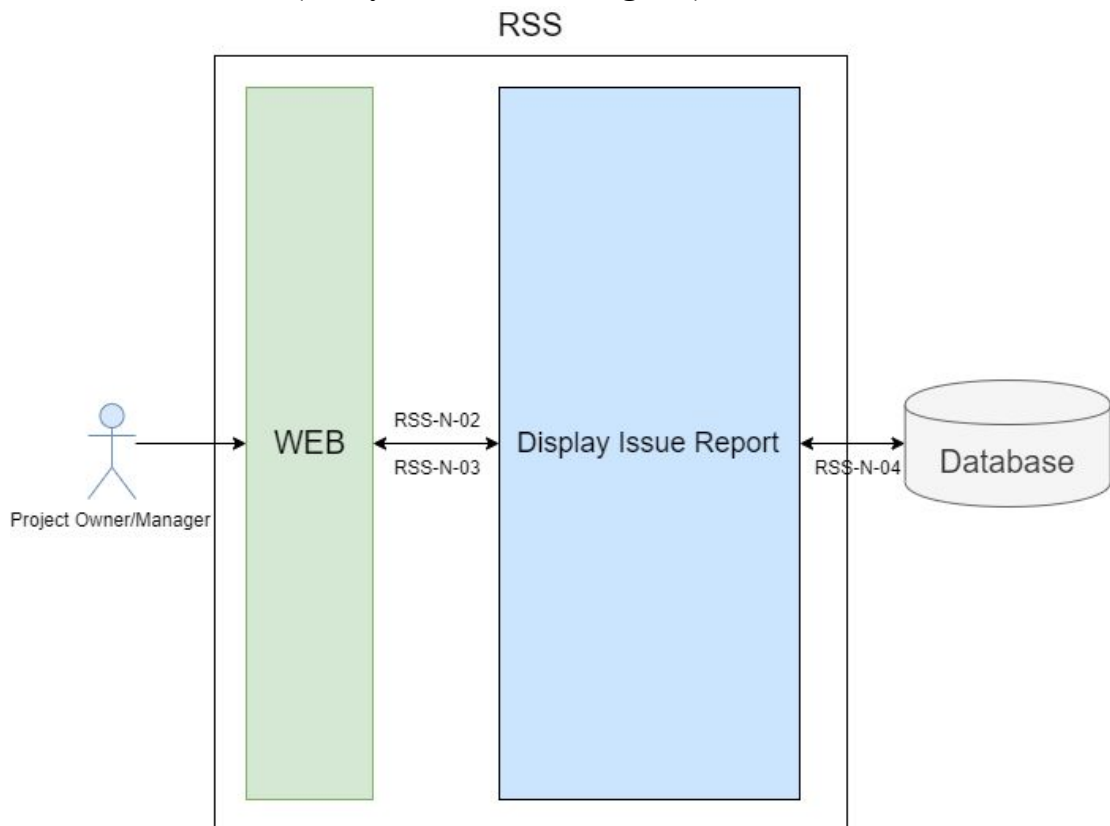 RSS
RSS-N-02
WEB
Display Issue Report
RSS-N-03
RSS-N-04
Database
Project Owner/Manager